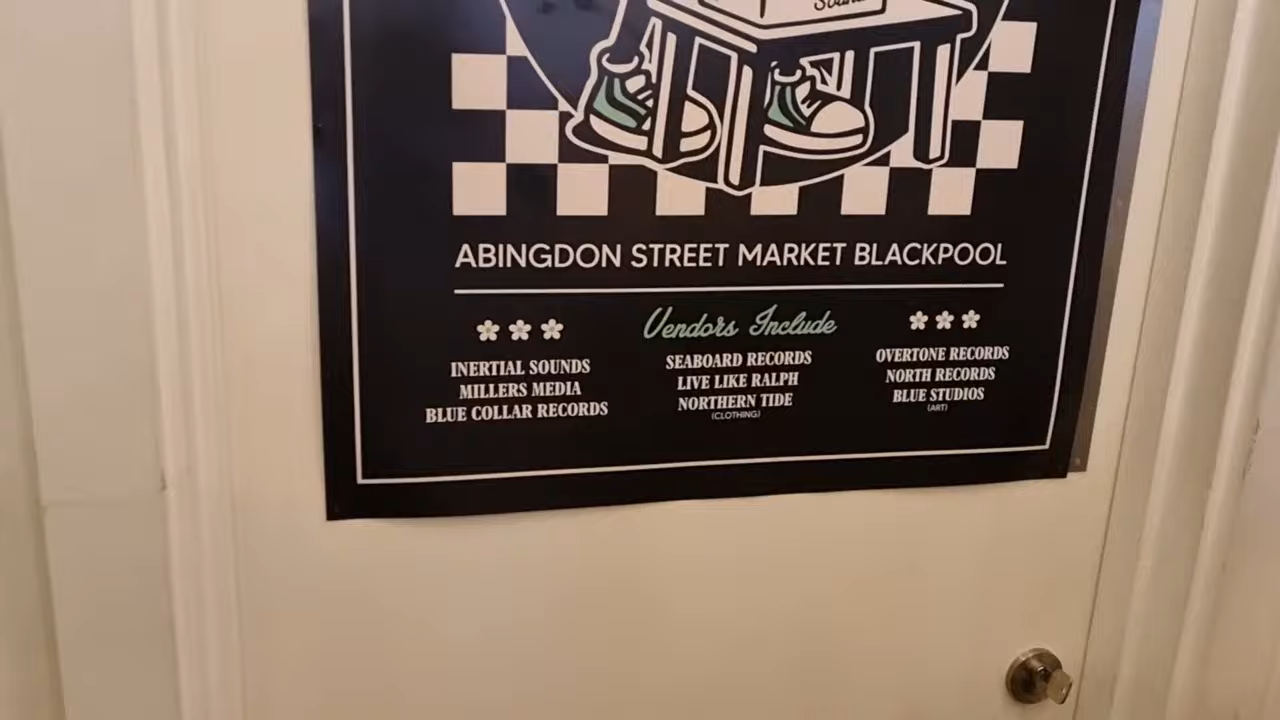 Sound
ABINGDON STREET MARKET BLACKPOOL
Vendors Include
INERTIAL SOUNDS
MILLERS MEDIA
BLUE COLLAR RECORDS
SEABOARD RECORDS
LIVE LIKE RALPH
NORTHERN TIDE
(CLOTHING)
OVERTONE RECORDS
NORTH RECORDS
BLUE STUDIOS
(ART)